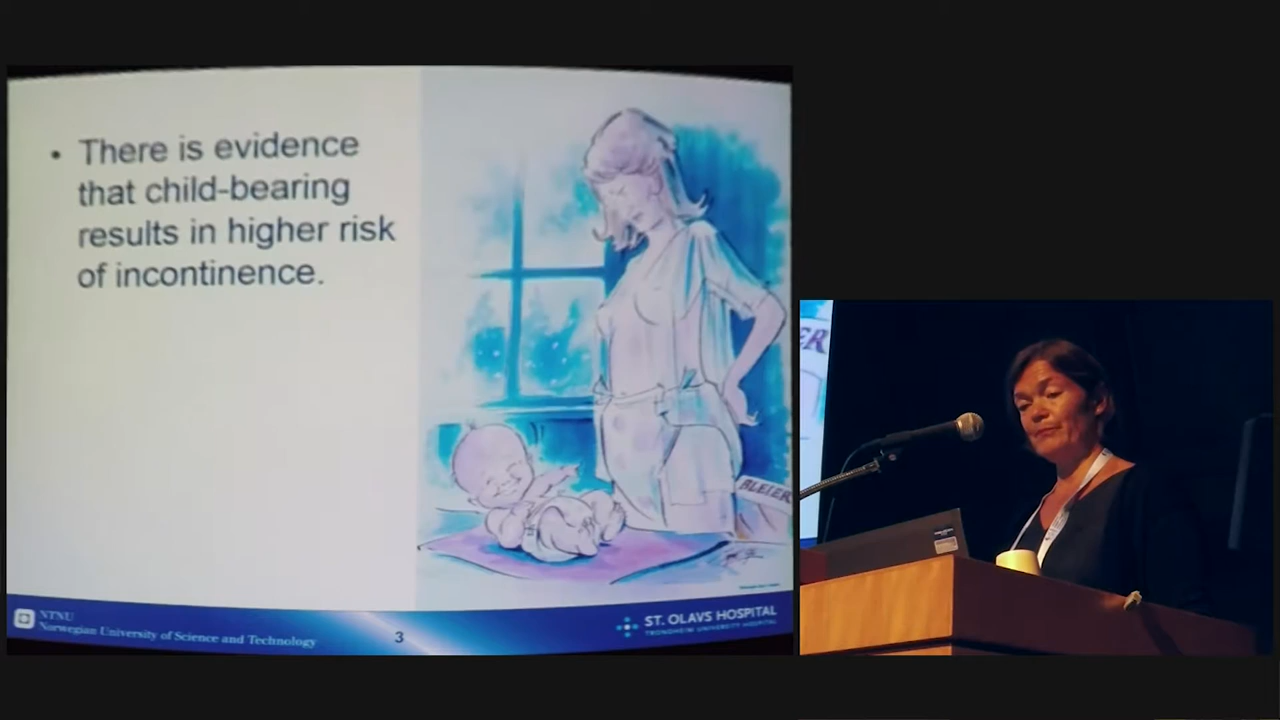 • There is evidence
that child-bearing
results in higher risk
of incontinence.
BLEIER
NTNU
Norwegian University of Science and Technology
3
ST. OLAVS HOSPITAL
TRONDHEIM UNIVERSITY HOSPITAL
ER